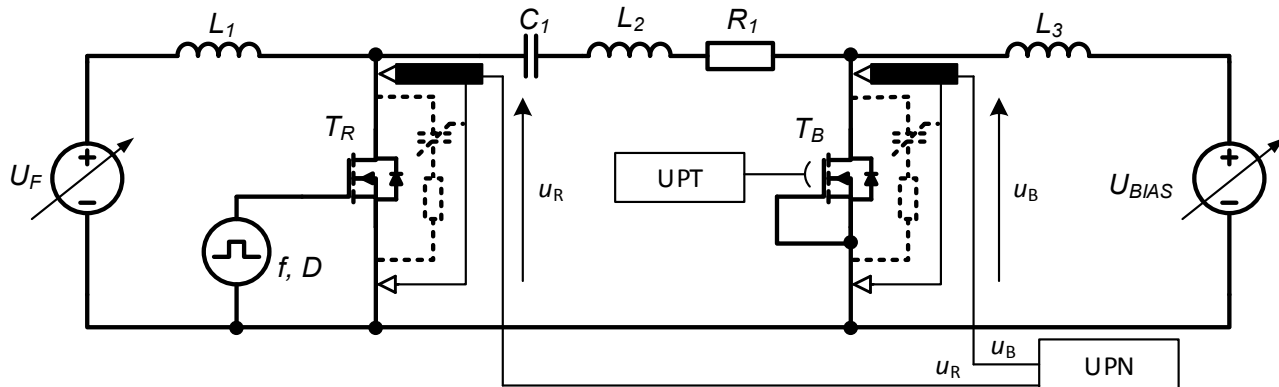 L1
C1
L2
R1
L3
TR
TB
UF
+
−
uR
UPT
uB
+
−
UBIAS
f, D
uR
uB
UPN